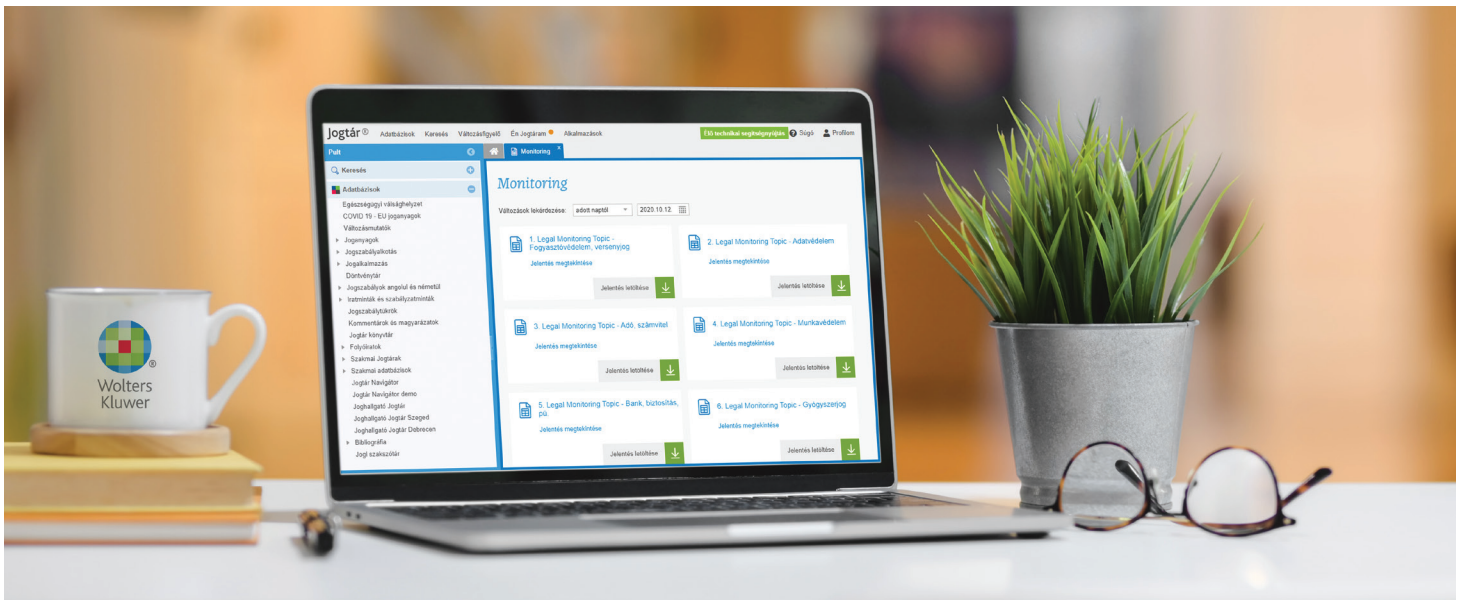 Wolters
Kluwer
Jogtár®
Adatbázisok
Keresés
Változásfigyelő
Én Jogtáram
Alkalmazások
Élő technikai segítségnyújtás
Súgó
Profilom
Pult
Keresés
Adatbázisok
Egészségügyi válsághelyzet
COVID 19 - EU joganyagok
Változásmutatók
Joganyagok
Jogszabályalkotás
Jogalkalmazás
Döntvénytár
Jogszabályok angolul és németül
Iratminták és szabályzatminták
Jogszabálytükrök
Kommentárok és magyarázatok
Jogtár könyvtár
Folyóiratok
Szakmai Jogtárak
Szakmai adatbázisok
Jogtár Navigátor
Jogtár Navigátor demo
Joghallgató Jogtár
Joghallgató Jogtár Szeged
Joghallgató Jogtár Debrecen
Bibliográfia
Jogi szakszótár
Monitoring
Monitoring
Változások lekérdezése: adott naptól 2020.10.12.
1. Legal Monitoring Topic -
Fogyasztóvédelem, versenyjog
Jelentés megtekintése
Jelentés letöltése
2. Legal Monitoring Topic - Adatvédelem
Jelentés megtekintése
Jelentés letöltése
3. Legal Monitoring Topic - Adó, számvitel
Jelentés megtekintése
Jelentés letöltése
4. Legal Monitoring Topic - Munkavédelem
Jelentés megtekintése
Jelentés letöltése
5. Legal Monitoring Topic - Bank, biztosítás,
pü.
Jelentés megtekintése
Jelentés letöltése
6. Legal Monitoring Topic - Gyógyszerjog
Jelentés megtekintése
Jelentés letöltése